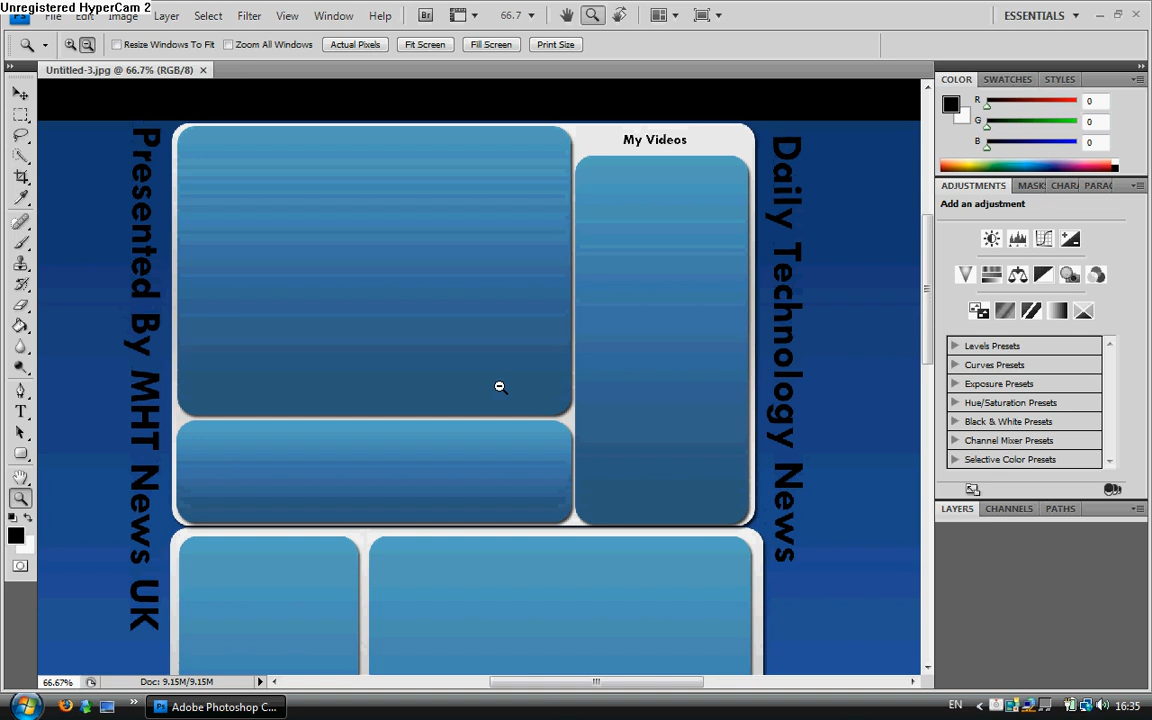 Unregistered HyperCam 2
Layer Select Filter View Window Help
Br
66.7
ESSENTIALS
Resize Windows To Fit
Zoom All Windows
Actual Pixels
Fit Screen
Fill Screen
Print Size
Untitled-3.jpg @ 66.7% (RGB/8)
COLOR SWATCHES STYLES
R 0
G 0
B 0
ADJUSTMENTS MASK CHAR PARAG
Add an adjustment
Levels Presets
Curves Presets
Exposure Presets
Hue/Saturation Presets
Black & White Presets
Channel Mixer Presets
Selective Color Presets
LAYERS CHANNELS PATHS
Presented By MHT News UK
My Videos
Daily Technology News
66.67%
Doc: 9.15M/9.15M
Adobe Photoshop C...
EN
16:35